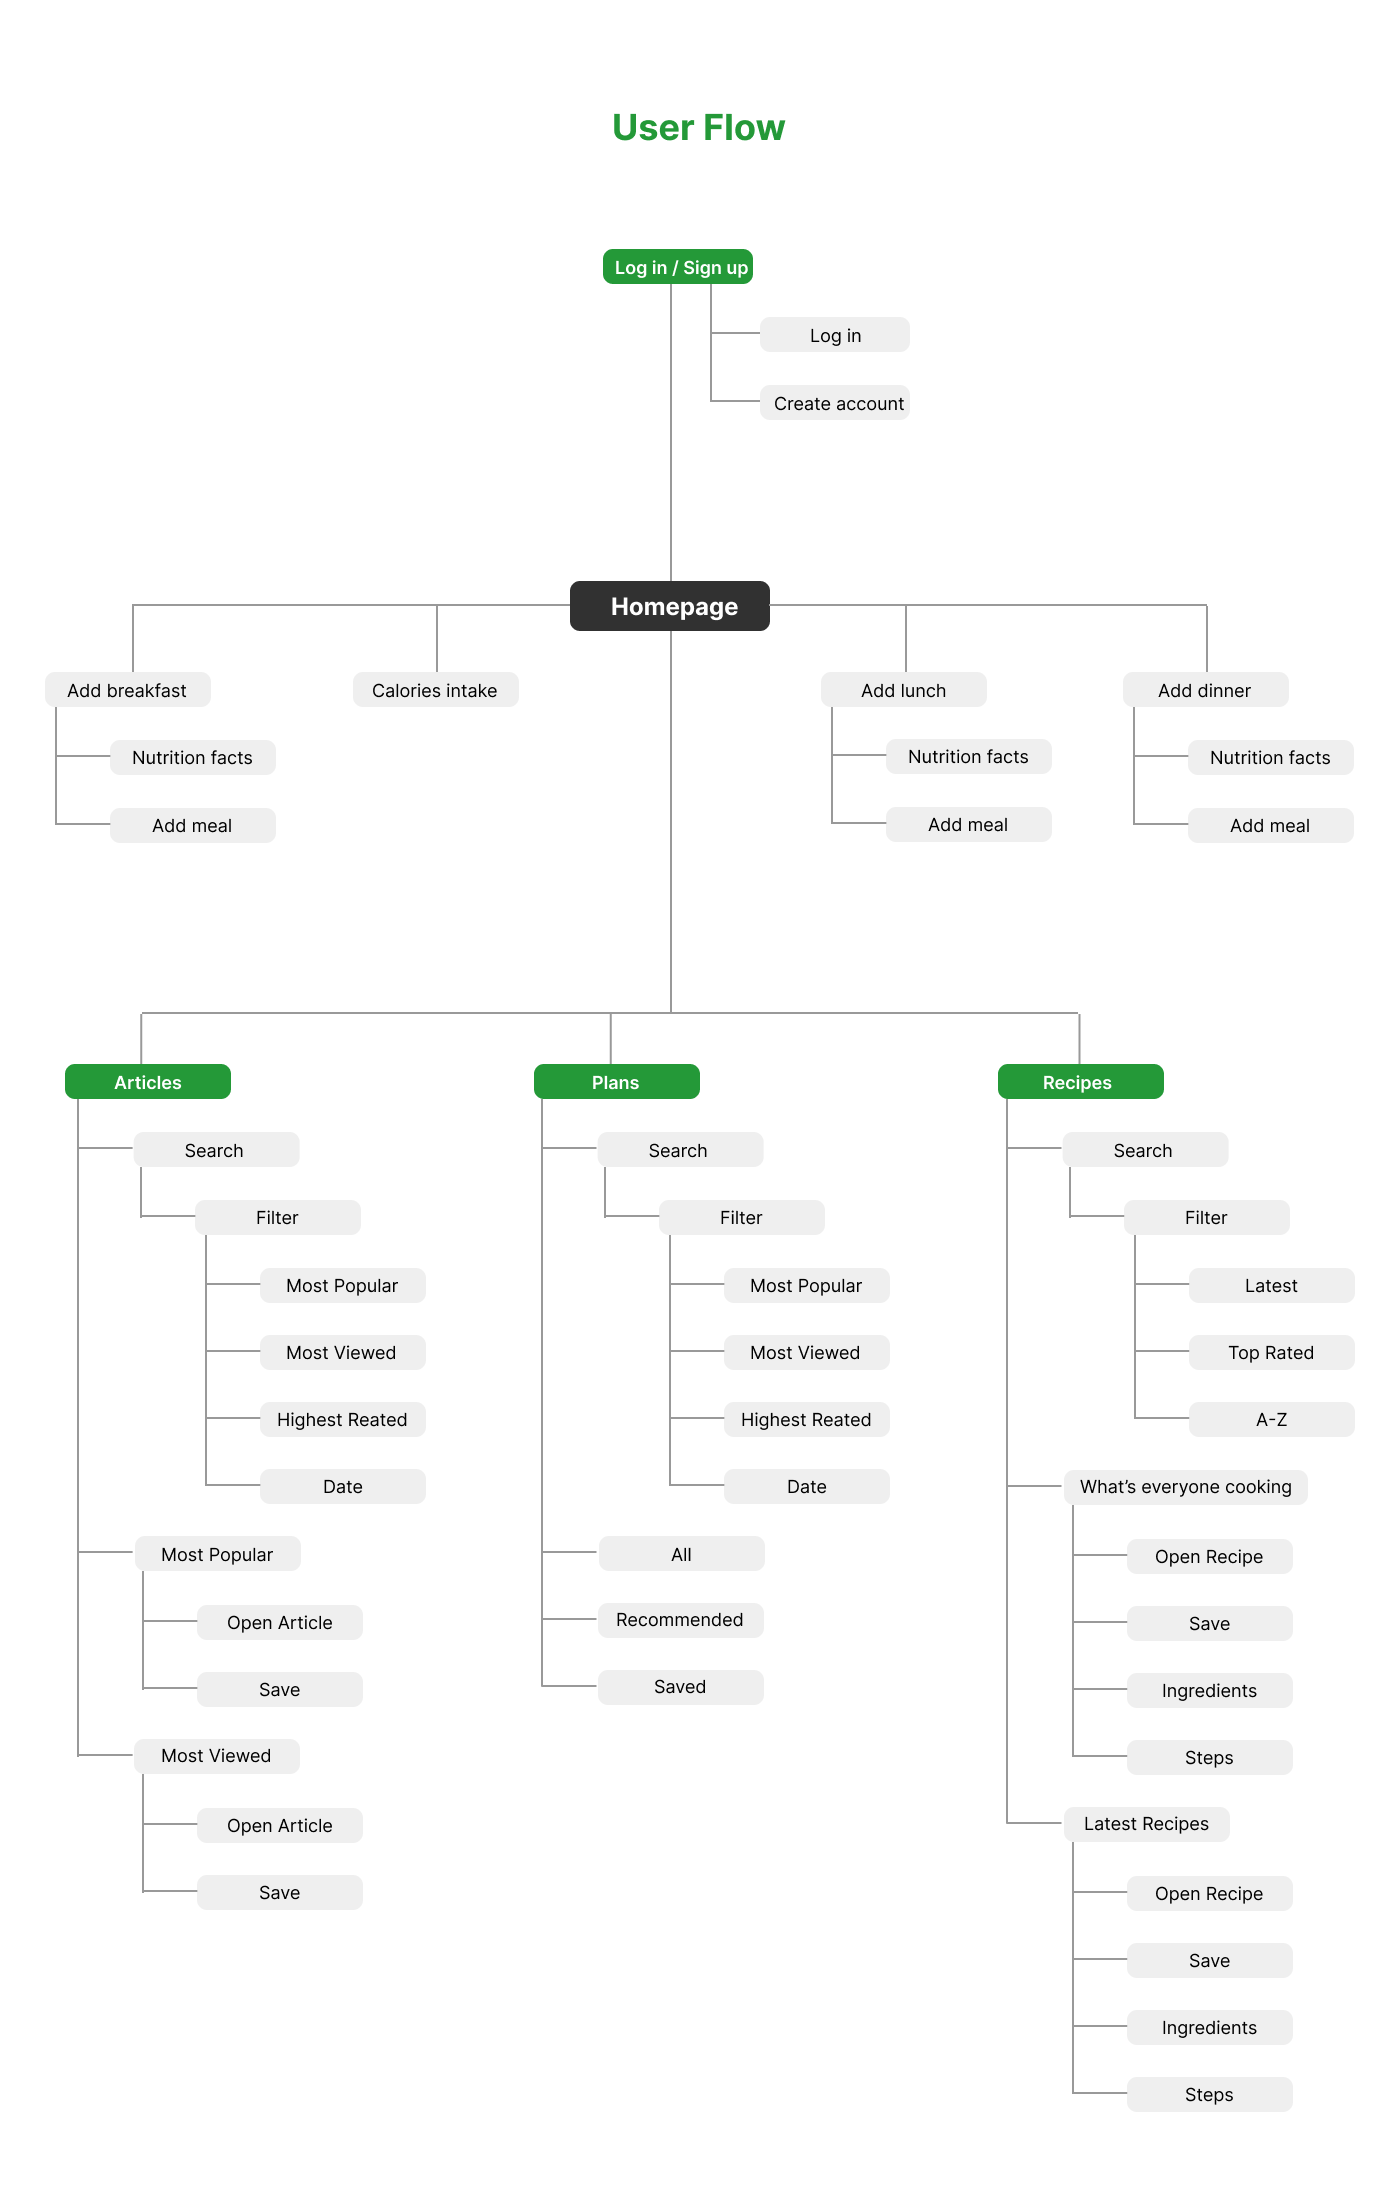 User Flow
Log in / Sign up
Log in
Create account
Homepage
Add breakfast
Nutrition facts
Add meal
Calories intake
Add lunch
Nutrition facts
Add meal
Add dinner
Nutrition facts
Add meal
Articles
Search
Filter
Most Popular
Most Viewed
Highest Reated
Date
Most Popular
Open Article
Save
Most Viewed
Open Article
Save
Plans
Search
Filter
Most Popular
Most Viewed
Highest Reated
Date
All
Recommended
Saved
Recipes
Search
Filter
Latest
Top Rated
A-Z
What’s everyone cooking
Open Recipe
Save
Ingredients
Steps
Latest Recipes
Open Recipe
Save
Ingredients
Steps